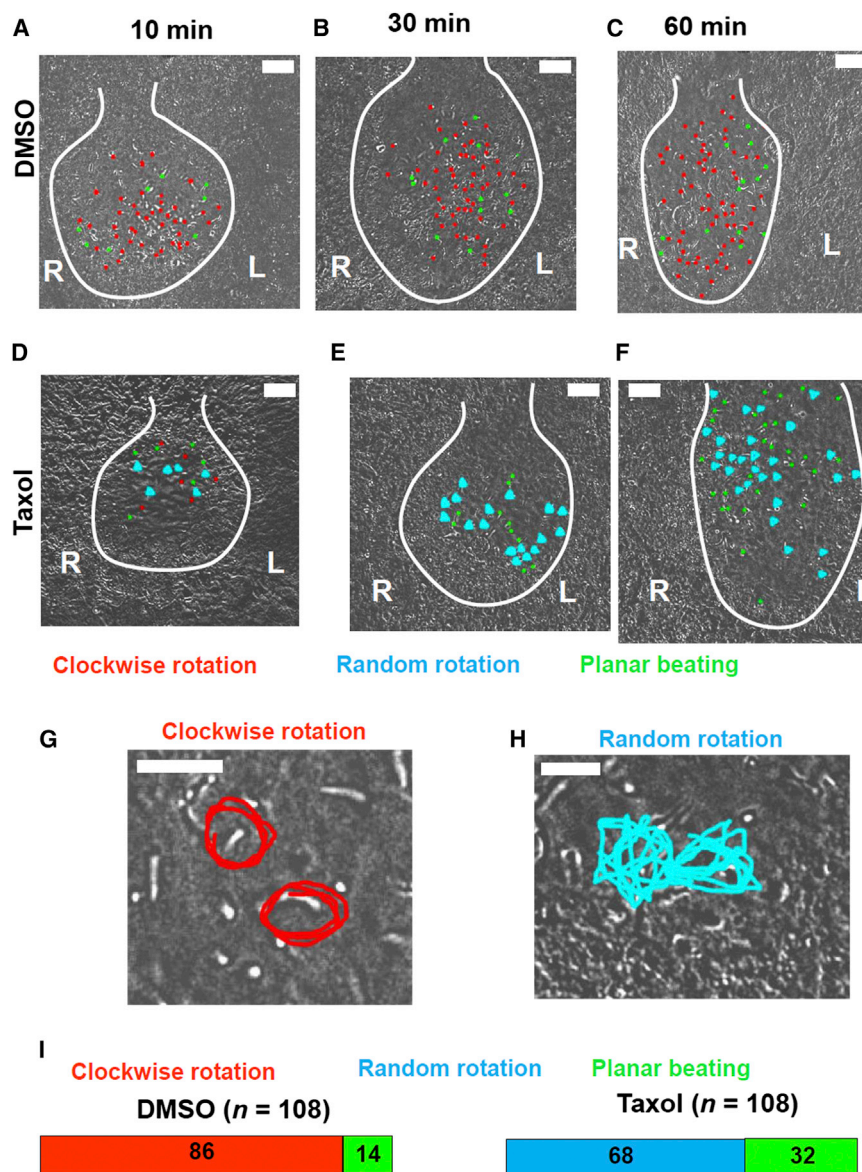 A 10 min B 30 min C 60 min
DMSO
R L R L R L
D E F
Taxol
R L R L R
Clockwise rotation Random rotation Planar beating
G Clockwise rotation H Random rotation
I
Clockwise rotation Random rotation Planar beating
DMSO (n = 108) Taxol (n = 108)
86 14 68 32